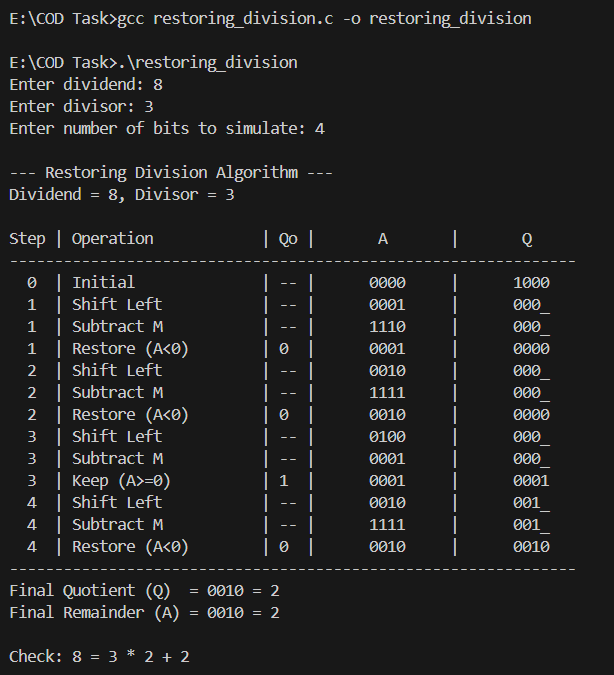 E:\COD Task>gcc restoring_division.c -o restoring_division
E:\COD Task>.\restoring_division
Enter dividend: 8
Enter divisor: 3
Enter number of bits to simulate: 4
--- Restoring Division Algorithm ---
Dividend = 8, Divisor = 3
Step | Operation            | Qo |       A       |       Q
---------------------------------------------------------------
  0  | Initial              | -- |      0000     |      1000
  1  | Shift Left           | -- |      0001     |      000_
  1  | Subtract M           | -- |      1110     |      000_
  1  | Restore (A<0)        | 0  |      0001     |      0000
  2  | Shift Left           | -- |      0010     |      000_
  2  | Subtract M           | -- |      1111     |      000_
  2  | Restore (A<0)        | 0  |      0010     |      0000
  3  | Shift Left           | -- |      0100     |      000_
  3  | Subtract M           | -- |      0001     |      000_
  3  | Keep (A>=0)          | 1  |      0001     |      0001
  4  | Shift Left           | -- |      0010     |      001_
  4  | Subtract M           | -- |      1111     |      001_
  4  | Restore (A<0)        | 0  |      0010     |      0010
---------------------------------------------------------------
Final Quotient (Q)  = 0010 = 2
Final Remainder (A) = 0010 = 2
Check: 8 = 3 * 2 + 2